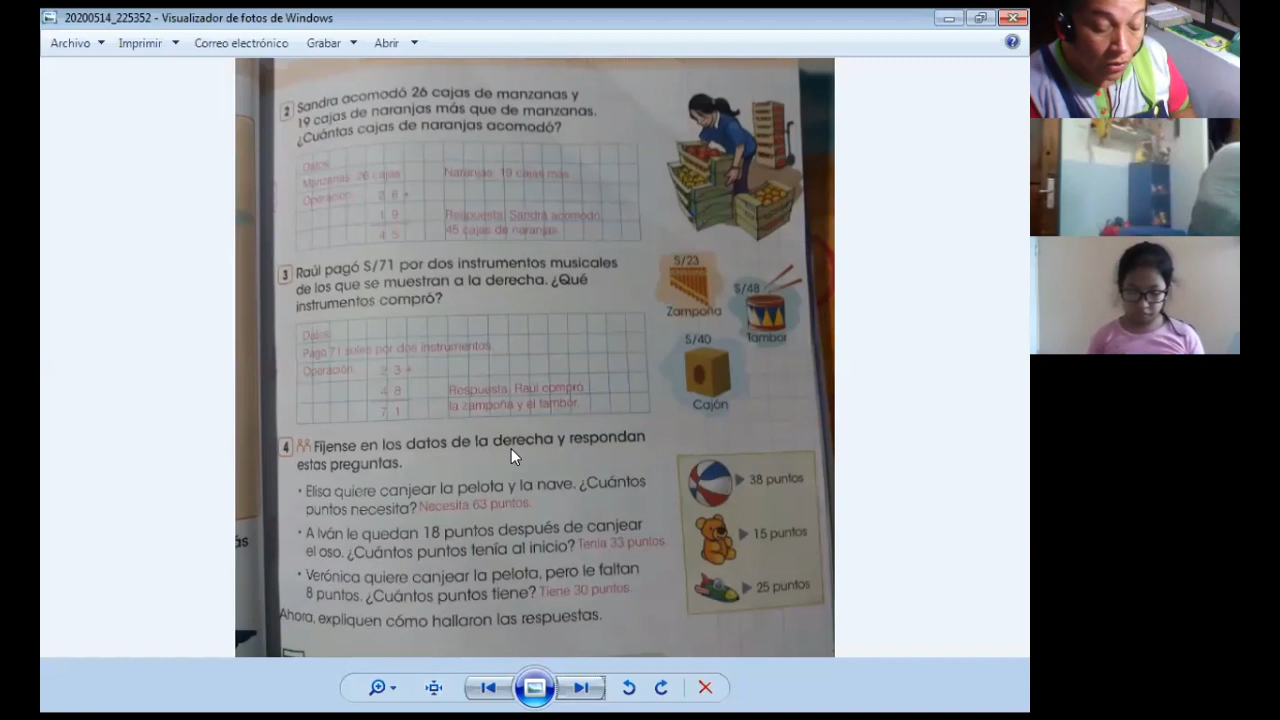 20200514_225352 - Visualizador de fotos de Windows
Archivo Imprimir Correo electrónico Grabar Abrir
2 Sandra acomodó 26 cajas de manzanas y
19 cajas de naranjas más que de manzanas.
¿Cuántas cajas de naranjas acomodó?
Datos:
Manzanas: 26 cajas Naranjas: 19 cajas más
Operación: 2 6 +
1 9 Respuesta: Sandra acomodó
4 5 45 cajas de naranjas.
3 Raúl pagó S/71 por dos instrumentos musicales
de los que se muestran a la derecha. ¿Qué
instrumentos compró?
S/23
Zampoña
S/48
Tambor
S/40
Cajón
Datos:
Pagó 71 soles por dos instrumentos.
Operación: 2 3 +
4 8 Respuesta: Raúl compró
7 1 la zampoña y el tambor.
4 Fíjense en los datos de la derecha y respondan
estas preguntas.
• Elisa quiere canjear la pelota y la nave. ¿Cuántos
puntos necesita? Necesita 63 puntos.
• A Iván le quedan 18 puntos después de canjear
el oso. ¿Cuántos puntos tenía al inicio? Tenía 33 puntos.
• Verónica quiere canjear la pelota, pero le faltan
8 puntos. ¿Cuántos puntos tiene? Tiene 30 puntos.
Ahora, expliquen cómo hallaron las respuestas.
38 puntos
15 puntos
25 puntos
ás